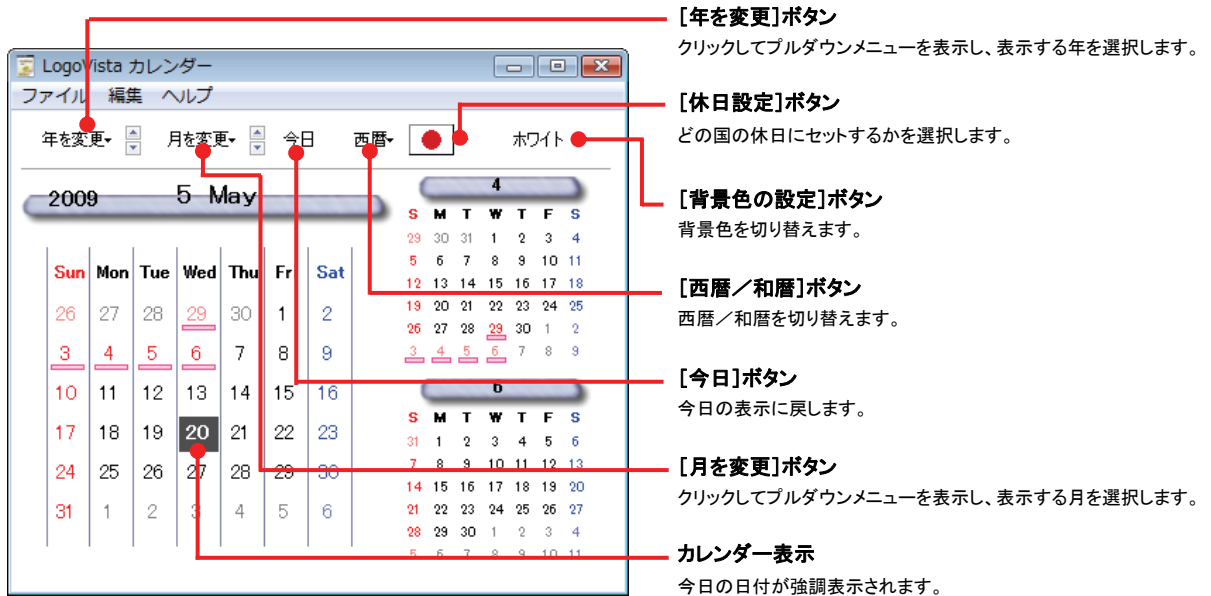 LogoVista カレンダー
ファイル 編集 ヘルプ
年を変更 月を変更 今日 西暦 ホワイト
2009 5 May
Sun Mon Tue Wed Thu Fri Sat
26 27 28 29 30 1 2
3 4 5 6 7 8 9
10 11 12 13 14 15 16
17 18 19 20 21 22 23
24 25 26 27 28 29 30
31 1 2 3 4 5 6
4
S M T W T F S
29 30 31 1 2 3 4
5 6 7 8 9 10 11
12 13 14 15 16 17 18
19 20 21 22 23 24 25
26 27 28 29 30 1 2
3 4 5 6 7 8 9
6
S M T W T F S
31 1 2 3 4 5 6
7 8 9 10 11 12 13
14 15 16 17 18 19 20
21 22 23 24 25 26 27
28 29 30 1 2 3 4
5 6 7 8 9 10 11
[年を変更]ボタン
クリックしてプルダウンメニューを表示し、表示する年を選択します。
[休日設定]ボタン
どの国の休日にセットするかを選択します。
[背景色の設定]ボタン
背景色を切り替えます。
[西暦／和暦]ボタン
西暦／和暦を切り替えます。
[今日]ボタン
今日の表示に戻します。
[月を変更]ボタン
クリックしてプルダウンメニューを表示し、表示する月を選択します。
カレンダー表示
今日の日付が強調表示されます。